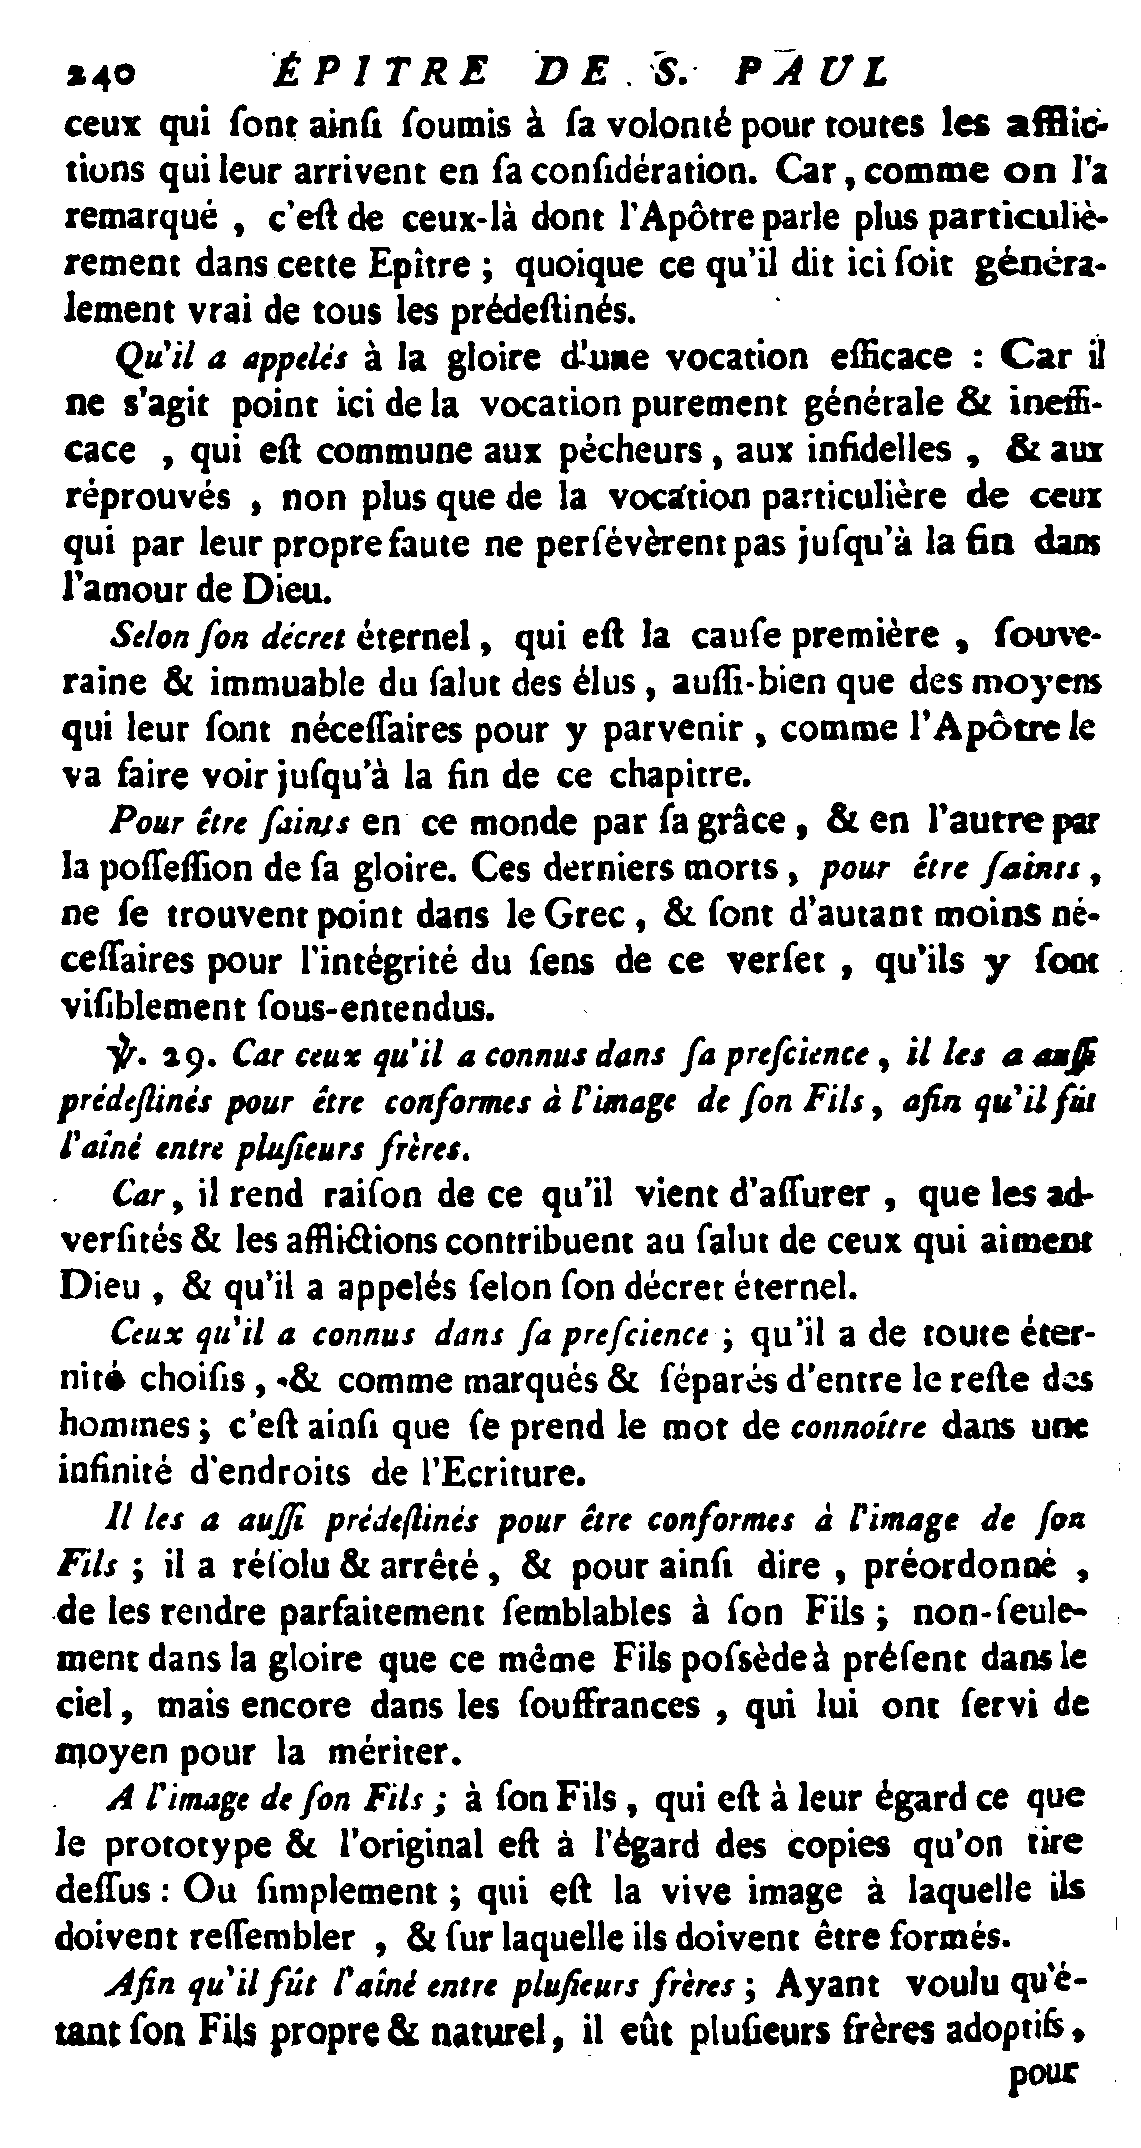 240 ÉPITRE DE S. PAUL
ceux qui ſont ainſi ſoumis à ſa volonté pour toutes les afflic-
tions qui leur arrivent en ſa conſidération. Car, comme on l'a
remarqué, c'eſt de ceux-là dont l'Apôtre parle plus particuliè-
rement dans cette Epître ; quoique ce qu'il dit ici ſoit généra-
lement vrai de tous les prédeſtinés.
Qu'il a appelés à la gloire d'une vocation efficace : Car il
ne s'agit point ici de la vocation purement générale & ineffi-
cace , qui eſt commune aux pécheurs, aux infidelles , & aux
réprouvés , non plus que de la vocation particulière de ceux
qui par leur propre faute ne perſévèrent pas juſqu'à la fin dans
l'amour de Dieu.
Selon ſon décret éternel , qui eſt la cauſe première , ſouve-
raine & immuable du ſalut des élus, auſſi-bien que des moyens
qui leur ſont néceſſaires pour y parvenir , comme l'Apôtre le
va faire voir juſqu'à la fin de ce chapitre.
Pour être ſaints en ce monde par ſa grâce, & en l'autre par
la poſſeſſion de ſa gloire. Ces derniers morts , pour être ſaints ,
ne ſe trouvent point dans le Grec , & ſont d'autant moins né-
ceſſaires pour l'intégrité du ſens de ce verſet , qu'ils y ſont
viſiblement ſous-entendus.
℣. 29. Car ceux qu'il a connus dans ſa preſcience , il les a auſſi
prédeſtinés pour être conformes à l'image de ſon Fils, afin qu'il fût
l'aîné entre pluſieurs frères.
Car, il rend raiſon de ce qu'il vient d'aſſurer , que les ad-
verſités & les afflictions contribuent au ſalut de ceux qui aiment
Dieu , & qu'il a appelés ſelon ſon décret éternel.
Ceux qu'il a connus dans ſa preſcience ; qu'il a de toute éter-
nité choiſis , & comme marqués & ſéparés d'entre le reſte des
hommes ; c'eſt ainſi que ſe prend le mot de connoître dans une
infinité d'endroits de l'Ecriture.
Il les a auſſi prédeſtinés pour être conformes à l'image de ſon
Fils ; il a réſolu & arrêté, & pour ainſi dire , préordonné ,
de les rendre parfaitement ſemblables à ſon Fils ; non-ſeule-
ment dans la gloire que ce même Fils poſsède à préſent dans le
ciel, mais encore dans les ſouffrances , qui lui ont ſervi de
moyen pour la mériter.
A l'image de ſon Fils ; à ſon Fils , qui eſt à leur égard ce que
le prototype & l'original eſt à l'égard des copies qu'on tire
deſſus : Ou ſimplement ; qui eſt la vive image à laquelle ils
doivent reſſembler , & ſur laquelle ils doivent être formés.
Afin qu'il fût l'aîné entre pluſieurs frères ; Ayant voulu qu'é-
tant ſon Fils propre & naturel, il eût pluſieurs frères adoptifs,
pour